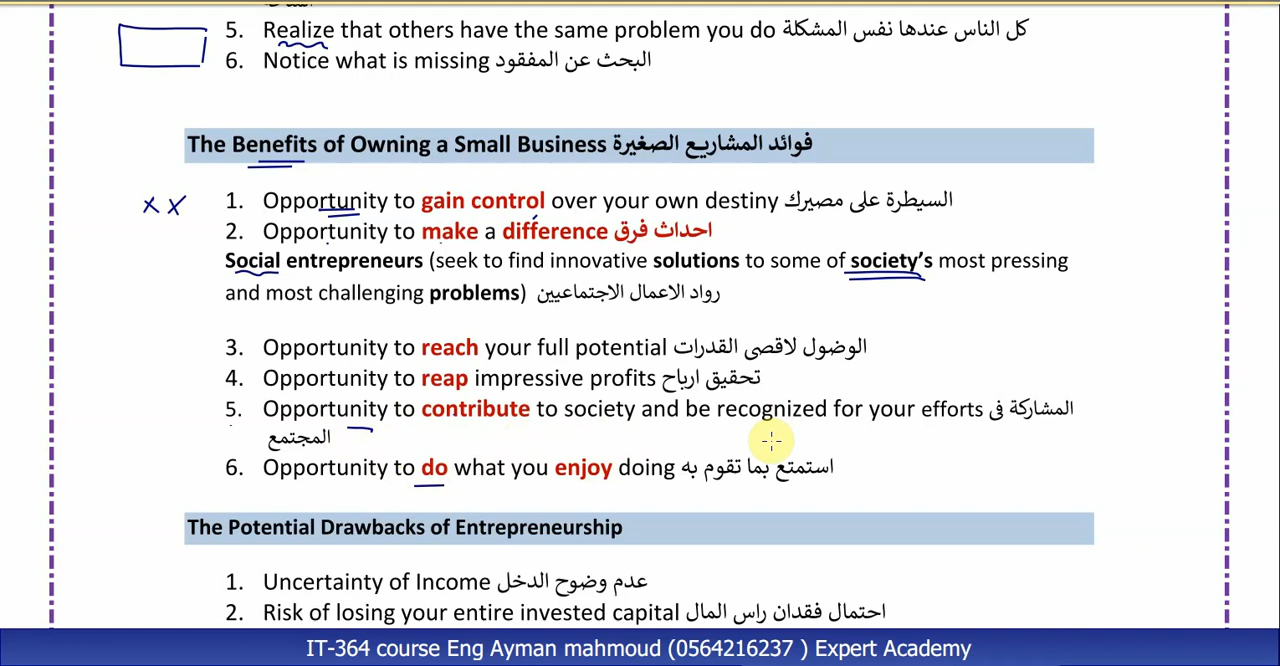 5. Realize that others have the same problem you do كل الناس عندها نفس المشكلة
6. Notice what is missing البحث عن المفقود
The Benefits of Owning a Small Business فوائد المشاريع الصغيرة
1. Opportunity to gain control over your own destiny السيطرة على مصيرك
2. Opportunity to make a difference احداث فرق
Social entrepreneurs (seek to find innovative solutions to some of society's most pressing
and most challenging problems) رواد الاعمال الاجتماعيين
3. Opportunity to reach your full potential الوضول لاقصى القدرات
4. Opportunity to reap impressive profits تحقيق ارباح
5. Opportunity to contribute to society and be recognized for your efforts المشاركة فى
المجتمع
6. Opportunity to do what you enjoy doing استمتع بما تقوم به
The Potential Drawbacks of Entrepreneurship
1. Uncertainty of Income عدم وضوح الدخل
2. Risk of losing your entire invested capital احتمال فقدان راس المال
IT-364 course Eng Ayman mahmoud (0564216237 ) Expert Academy